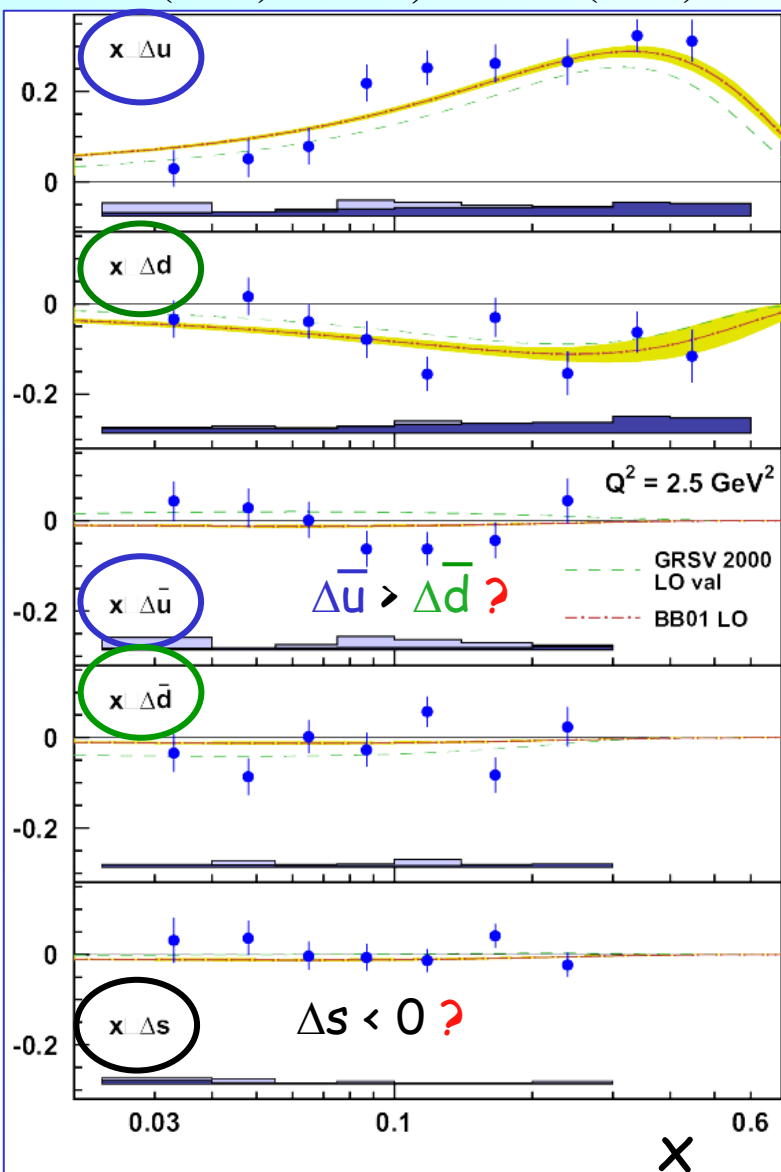 x Δu
0.2
0
x Δd
0
-0.2
Q² = 2.5 GeV²
0
GRSV 2000
LO val
Δū > Δd̄ ?
-0.2
x Δū
BB01 LO
x Δd̄
0
-0.2
0
x Δs
Δs < 0 ?
-0.2
0.03
0.1
0.6
x